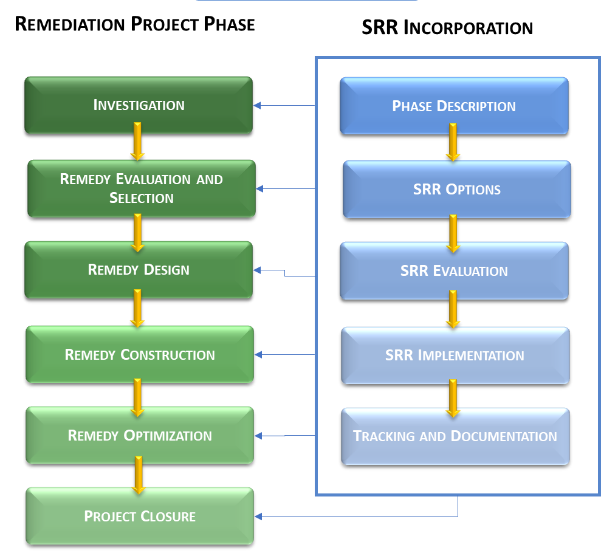 REMEDIATION PROJECT PHASE
INVESTIGATION
REMEDY EVALUATION AND
SELECTION
REMEDY DESIGN
REMEDY CONSTRUCTION
REMEDY OPTIMIZATION
PROJECT CLOSURE
SRR INCORPORATION
PHASE DESCRIPTION
SRR OPTIONS
SRR EVALUATION
SRR IMPLEMENTATION
TRACKING AND DOCUMENTATION